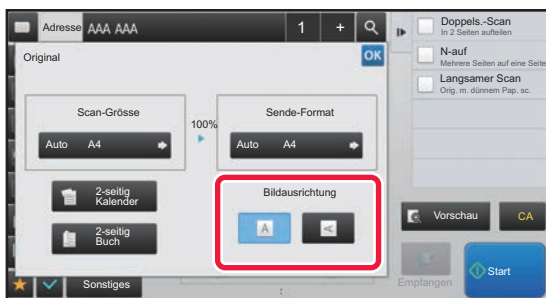 Adresse AAA AAA 1 +
Original OK
Scan-Grösse
Auto A4
100%
Sende-Format
Auto A4
2-seitig
Kalender
2-seitig
Buch
Bildausrichtung
A
A
Sonstiges
Doppels.-Scan
In 2 Seiten aufteilen
N-auf
Mehrere Seiten auf eine Seite
Langsamer Scan
Orig. m. dünnem Pap. sc.
Vorschau
CA
Empfangen
Start